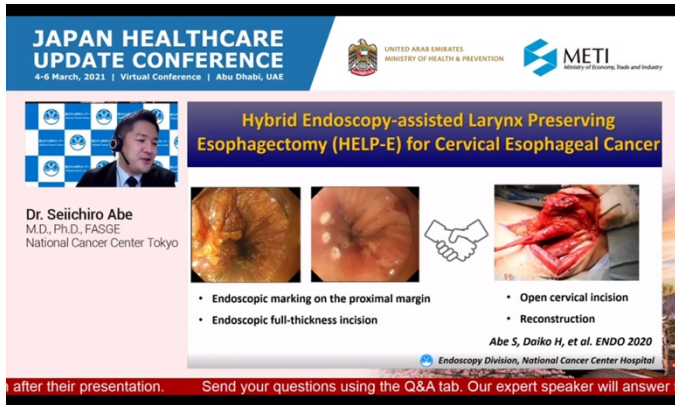 JAPAN HEALTHCARE
UPDATE CONFERENCE
4-6 March, 2021 | Virtual Conference | Abu Dhabi, UAE
UNITED ARAB EMIRATES
MINISTRY OF HEALTH & PREVENTION
METI
Ministry of Economy, Trade and Industry
Dr. Seiichiro Abe
M.D., Ph.D., FASGE
National Cancer Center Tokyo
Hybrid Endoscopy-assisted Larynx Preserving
Esophagectomy (HELP-E) for Cervical Esophageal Cancer
• Endoscopic marking on the proximal margin
• Endoscopic full-thickness incision
• Open cervical incision
• Reconstruction
Abe S, Daiko H, et al. ENDO 2020
Endoscopy Division, National Cancer Center Hospital
after their presentation. Send your questions using the Q&A tab. Our expert speaker will answer